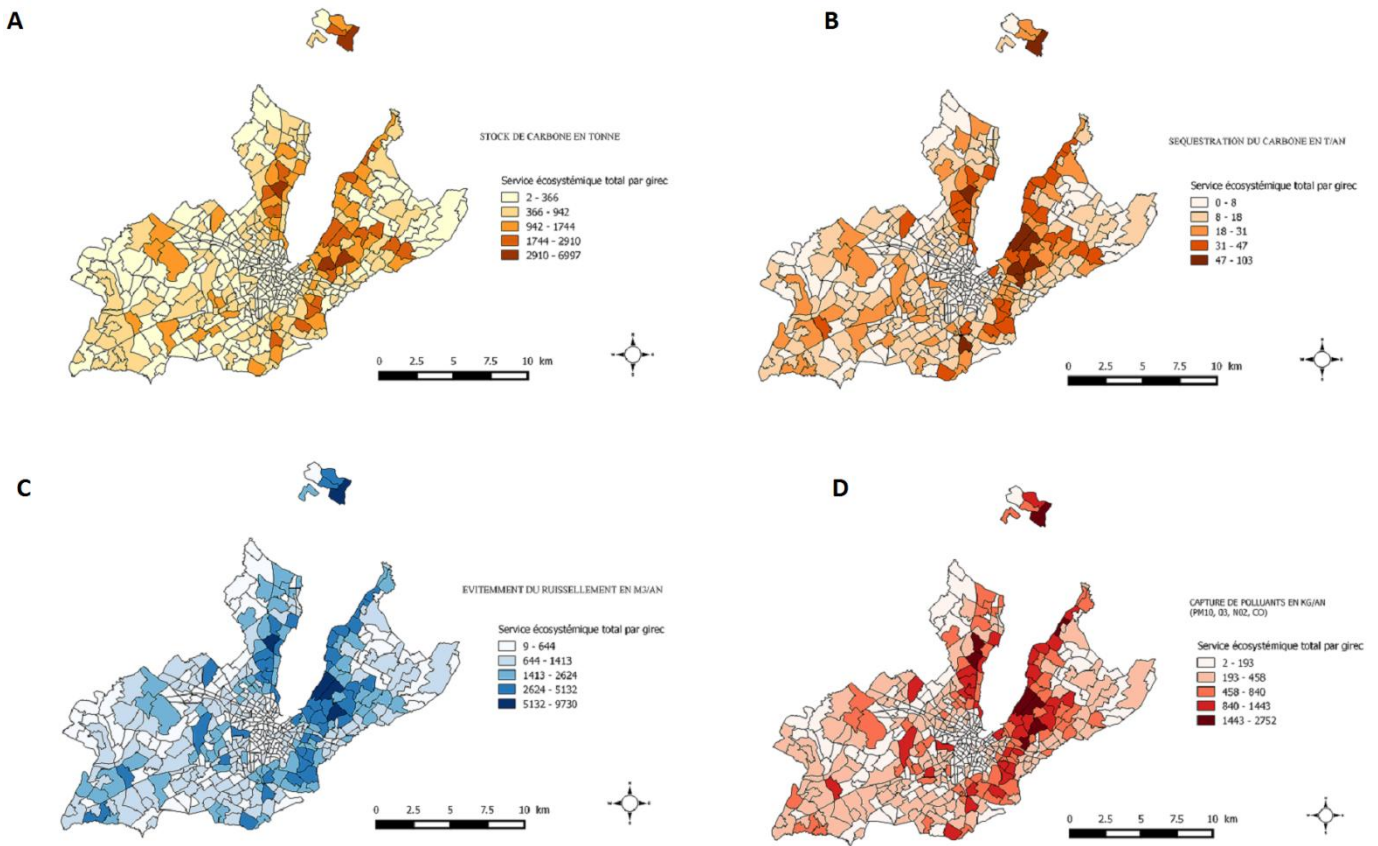 A
STOCK DE CARBONE EN TONNE
Service écosystémique total par girec
2 - 366
366 - 942
942 - 1744
1744 - 2910
2910 - 6997
0 2.5 5 7.5 10 km
B
SEQUESTRATION DU CARBONE EN T/AN
Service écosystémique total par girec
0 - 8
8 - 18
18 - 31
31 - 47
47 - 103
0 2.5 5 7.5 10 km
C
EVITEMMENT DU RUISSELLEMENT EN M3/AN
Service écosystémique total par girec
9 - 644
644 - 1413
1413 - 2624
2624 - 5132
5132 - 9730
0 2.5 5 7.5 10 km
D
CAPTURE DE POLLUANTS EN KG/AN
(PM10, 03, N02, CO)
Service écosystémique total par girec
2 - 193
193 - 458
458 - 840
840 - 1443
1443 - 2752
0 2.5 5 7.5 10 km